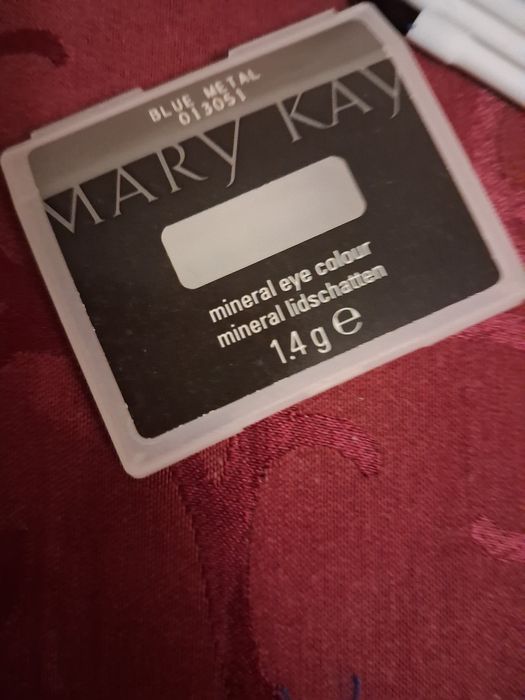 BLUE METAL
013051
MARY KAY
mineral eye colour
mineral lidschatten
1.4 g ℮